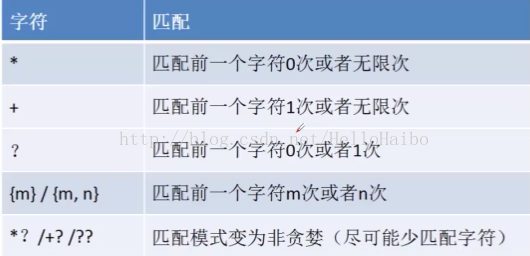 字符 匹配
* 匹配前一个字符0次或者无限次
+ 匹配前一个字符1次或者无限次
http://blog.csdn.net/HelloHaibo
? 匹配前一个字符0次或者1次
{m} / {m, n} 匹配前一个字符m次或者n次
*? /+? /?? 匹配模式变为非贪婪（尽可能少匹配字符）